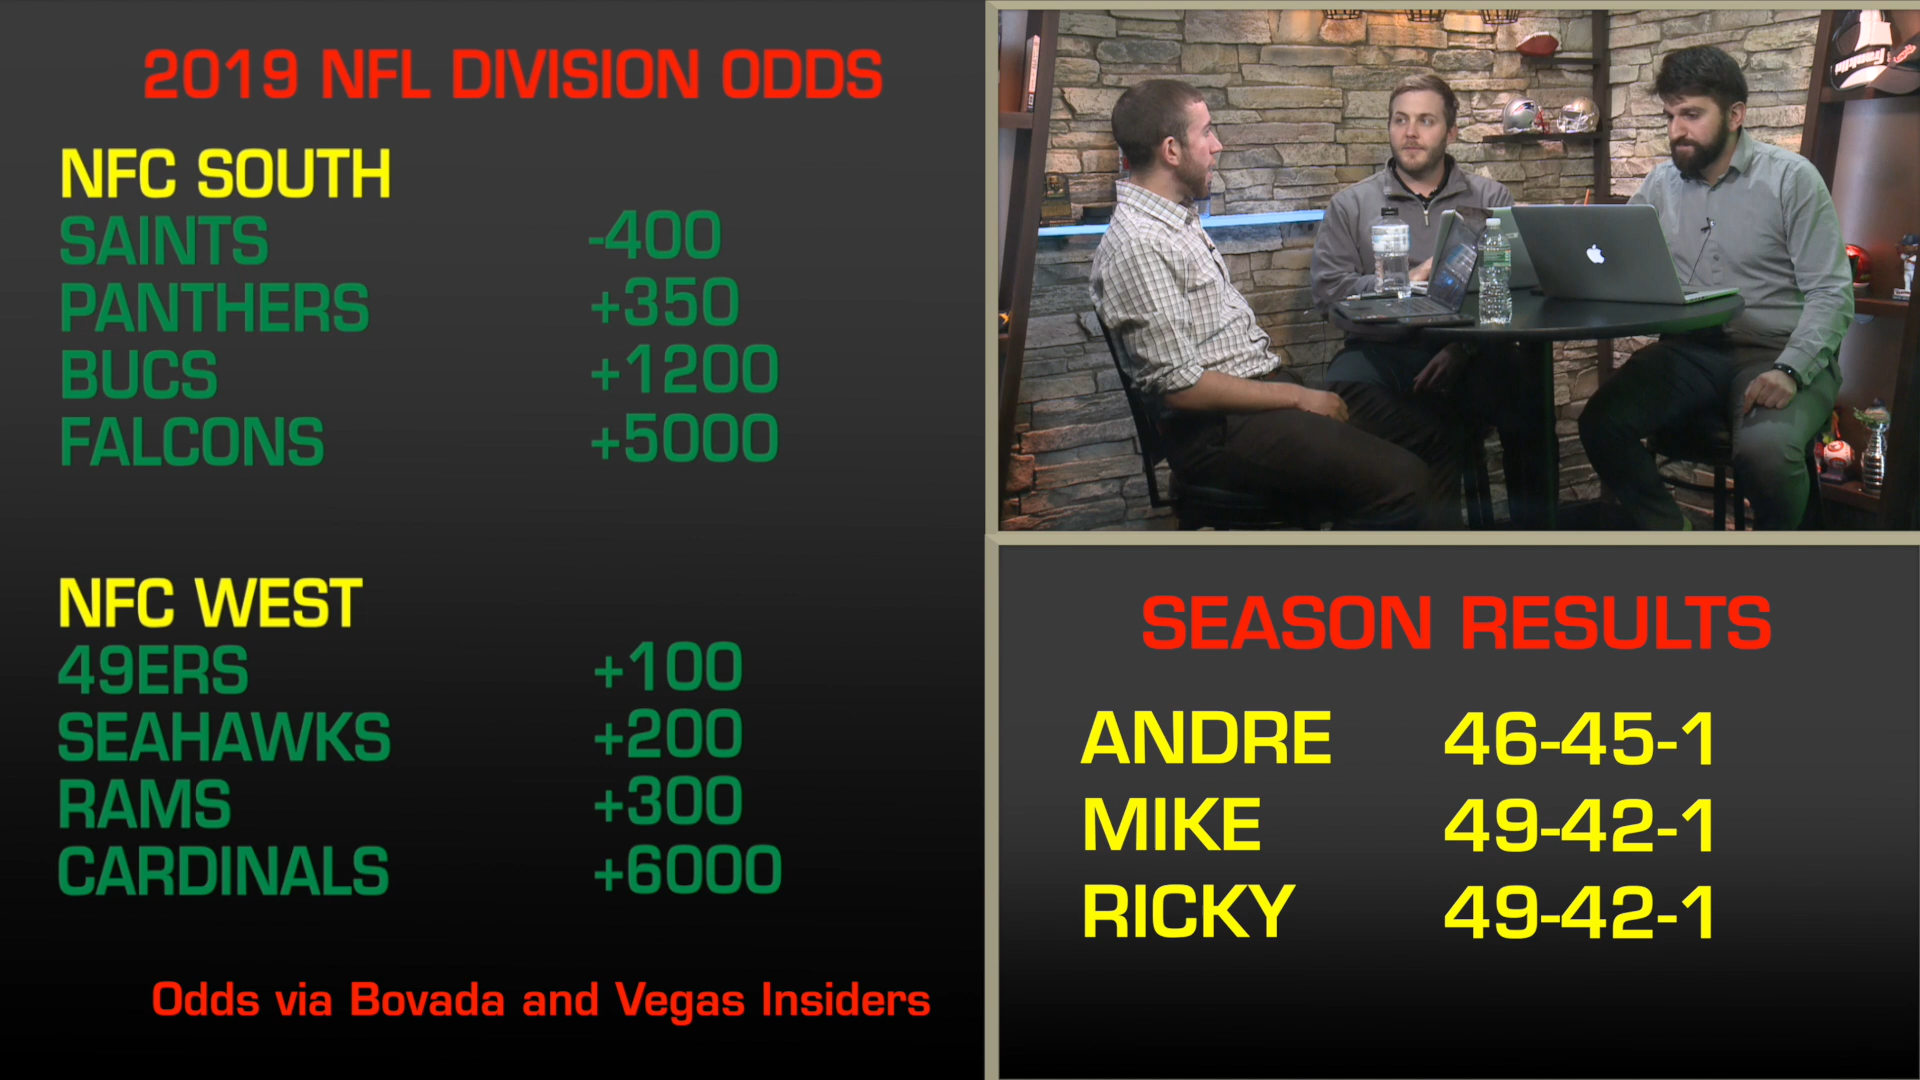 2019 NFL DIVISION ODDS
NFC SOUTH
SAINTS -400
PANTHERS +350
BUCS +1200
FALCONS +5000
NFC WEST
49ERS +100
SEAHAWKS +200
RAMS +300
CARDINALS +6000
Odds via Bovada and Vegas Insiders
Franklin
SEASON RESULTS
ANDRE 46-45-1
MIKE 49-42-1
RICKY 49-42-1